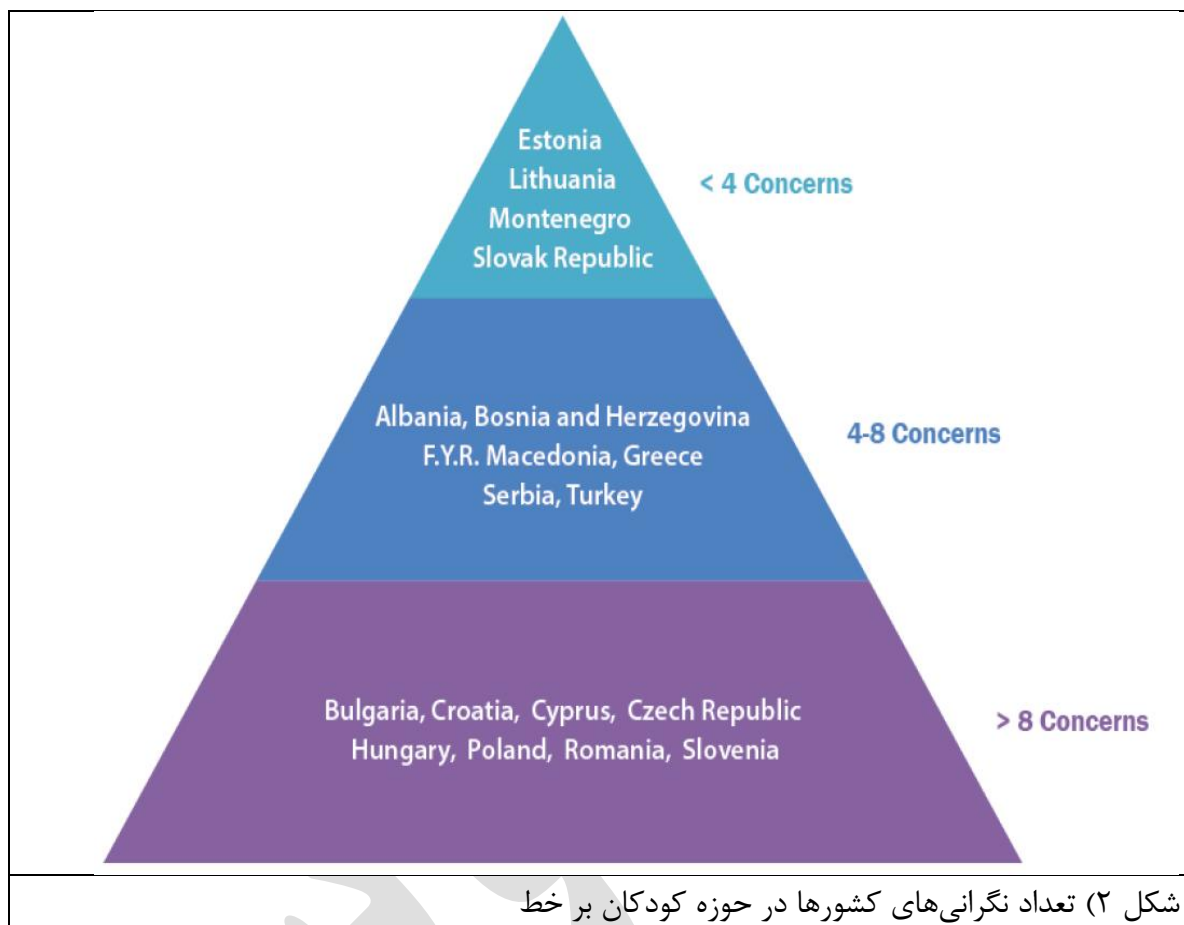 Estonia
Lithuania
Montenegro
Slovak Republic
< 4 Concerns
Albania, Bosnia and Herzegovina
F.Y.R. Macedonia, Greece
Serbia, Turkey
4-8 Concerns
Bulgaria, Croatia, Cyprus, Czech Republic
Hungary, Poland, Romania, Slovenia
> 8 Concerns
شکل ۲) تعداد نگرانی‌های کشورها در حوزه کودکان بر خط